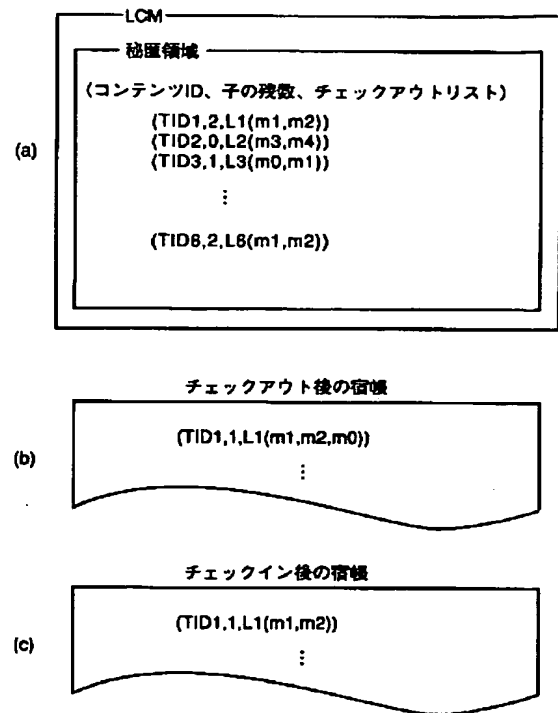 LCM
秘匿領域
(コンテンツID、子の残数、チェックアウトリスト)
(a)
(TID1,2,L1(m1,m2))
(TID2,0,L2(m3,m4))
(TID3,1,L3(m0,m1))
⋮
(TID6,2,L6(m1,m2))
チェックアウト後の宿帳
(b)
(TID1,1,L1(m1,m2,m0))
⋮
チェックイン後の宿帳
(c)
(TID1,1,L1(m1,m2))
⋮